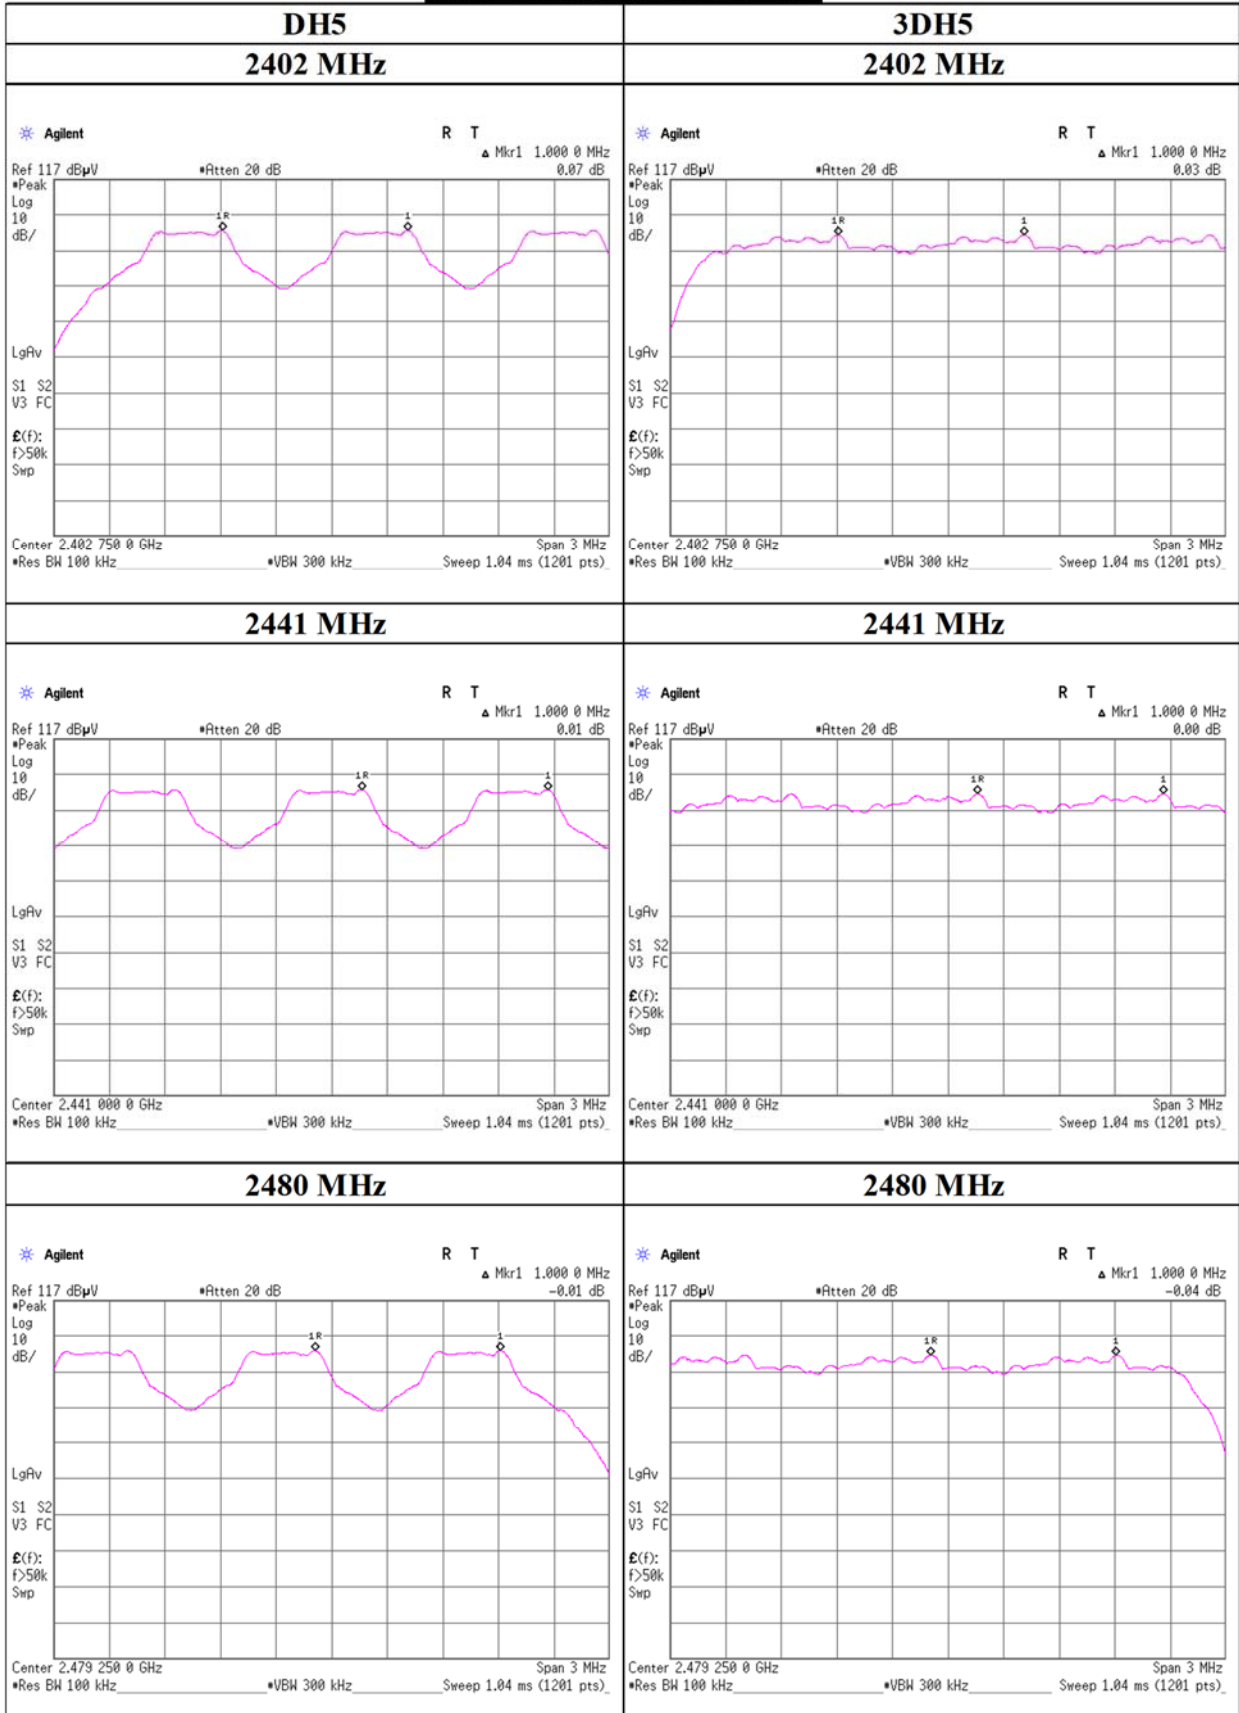 DH5 3DH5
2402 MHz 2402 MHz
Agilent R T
Δ Mkr1 1.000 0 MHz
Ref 117 dBµV #Atten 20 dB 0.07 dB
#Peak
Log
10
dB/
1R 1
LgAv
S1 S2
V3 FC
£(f):
f>50k
Swp
Center 2.402 750 0 GHz Span 3 MHz
#Res BW 100 kHz #VBW 300 kHz Sweep 1.04 ms (1201 pts)
Agilent R T
Δ Mkr1 1.000 0 MHz
Ref 117 dBµV #Atten 20 dB 0.03 dB
#Peak
Log
10
dB/
1R 1
LgAv
S1 S2
V3 FC
£(f):
f>50k
Swp
Center 2.402 750 0 GHz Span 3 MHz
#Res BW 100 kHz #VBW 300 kHz Sweep 1.04 ms (1201 pts)
2441 MHz 2441 MHz
Agilent R T
Δ Mkr1 1.000 0 MHz
Ref 117 dBµV #Atten 20 dB 0.01 dB
#Peak
Log
10
dB/
1R 1
LgAv
S1 S2
V3 FC
£(f):
f>50k
Swp
Center 2.441 000 0 GHz Span 3 MHz
#Res BW 100 kHz #VBW 300 kHz Sweep 1.04 ms (1201 pts)
Agilent R T
Δ Mkr1 1.000 0 MHz
Ref 117 dBµV #Atten 20 dB 0.00 dB
#Peak
Log
10
dB/
1R 1
LgAv
S1 S2
V3 FC
£(f):
f>50k
Swp
Center 2.441 000 0 GHz Span 3 MHz
#Res BW 100 kHz #VBW 300 kHz Sweep 1.04 ms (1201 pts)
2480 MHz 2480 MHz
Agilent R T
Δ Mkr1 1.000 0 MHz
Ref 117 dBµV #Atten 20 dB -0.01 dB
#Peak
Log
10
dB/
1R 1
LgAv
S1 S2
V3 FC
£(f):
f>50k
Swp
Center 2.479 250 0 GHz Span 3 MHz
#Res BW 100 kHz #VBW 300 kHz Sweep 1.04 ms (1201 pts)
Agilent R T
Δ Mkr1 1.000 0 MHz
Ref 117 dBµV #Atten 20 dB -0.04 dB
#Peak
Log
10
dB/
1R 1
LgAv
S1 S2
V3 FC
£(f):
f>50k
Swp
Center 2.479 250 0 GHz Span 3 MHz
#Res BW 100 kHz #VBW 300 kHz Sweep 1.04 ms (1201 pts)